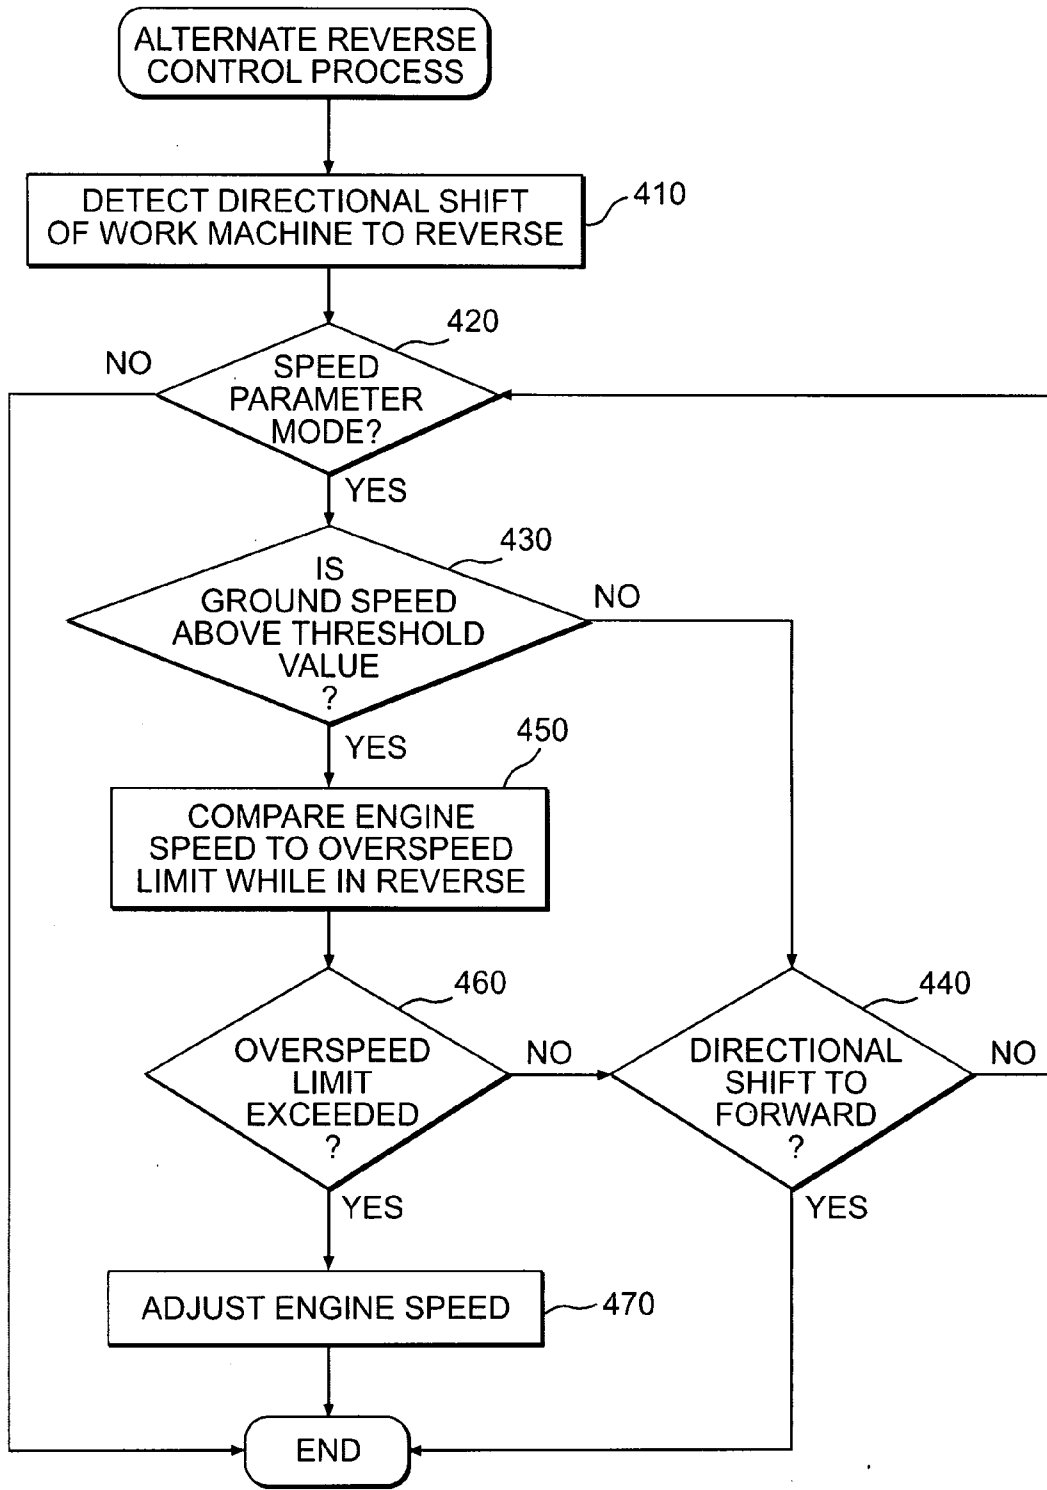 ALTERNATE REVERSE
CONTROL PROCESS
DETECT DIRECTIONAL SHIFT
OF WORK MACHINE TO REVERSE
410
420
NO
SPEED
PARAMETER
MODE?
YES
430
IS
GROUND SPEED
ABOVE THRESHOLD
VALUE
?
NO
YES
450
COMPARE ENGINE
SPEED TO OVERSPEED
LIMIT WHILE IN REVERSE
460
OVERSPEED
LIMIT
EXCEEDED
?
NO
440
DIRECTIONAL
SHIFT TO
FORWARD
?
NO
YES
YES
ADJUST ENGINE SPEED
470
END